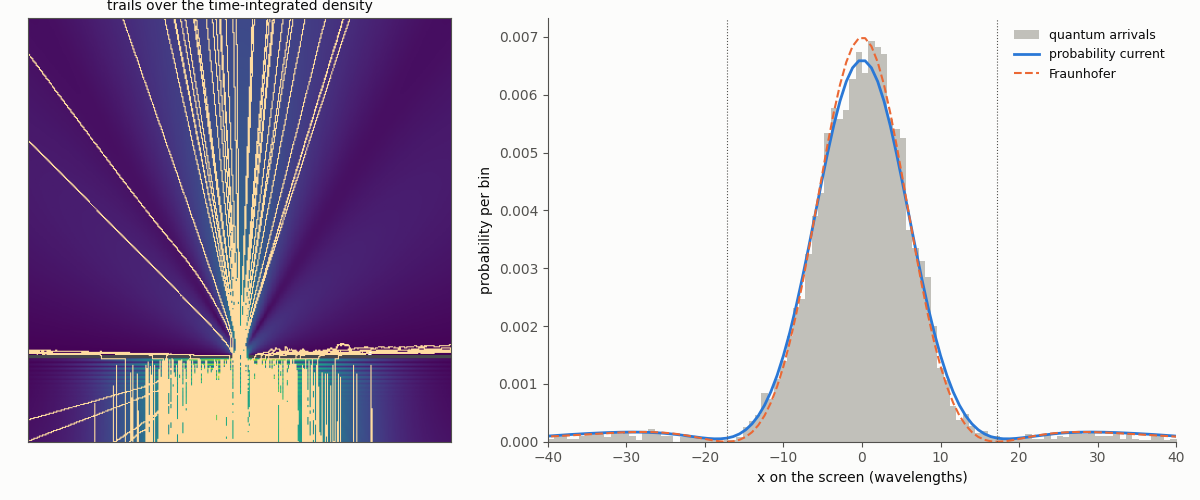 trails over the time-integrated density
0.007
0.006
0.005
0.004
0.003
0.002
0.001
0.000
probability per bin
quantum arrivals
probability current
Fraunhofer
−40 −30 −20 −10 0 10 20 30 40
x on the screen (wavelengths)